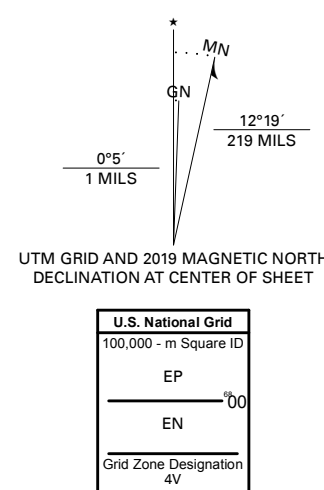 ★
MN
GN
12°19´
219 MILS
0°5´
1 MILS
UTM GRID AND 2019 MAGNETIC NORTH
DECLINATION AT CENTER OF SHEET
U.S. National Grid
100,000 - m Square ID
EP
⁶⁸00
EN
Grid Zone Designation
4V